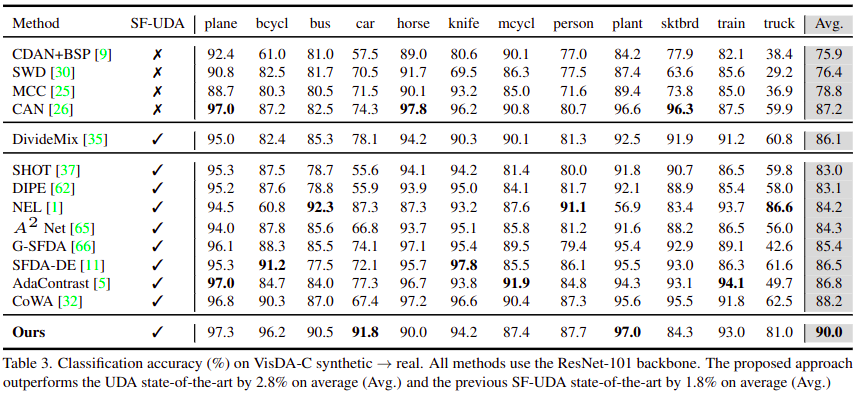 Method SF-UDA plane bcycl bus car horse knife mcycl person plant sktbrd train truck Avg.
CDAN+BSP [9] ✗ 92.4 61.0 81.0 57.5 89.0 80.6 90.1 77.0 84.2 77.9 82.1 38.4 75.9
SWD [30] ✗ 90.8 82.5 81.7 70.5 91.7 69.5 86.3 77.5 87.4 63.6 85.6 29.2 76.4
MCC [25] ✗ 88.7 80.3 80.5 71.5 90.1 93.2 85.0 71.6 89.4 73.8 85.0 36.9 78.8
CAN [26] ✗ 97.0 87.2 82.5 74.3 97.8 96.2 90.8 80.7 96.6 96.3 87.5 59.9 87.2
DivideMix [35] ✓ 95.0 82.4 85.3 78.1 94.2 90.3 90.1 81.3 92.5 91.9 91.2 60.8 86.1
SHOT [37] ✓ 95.3 87.5 78.7 55.6 94.1 94.2 81.4 80.0 91.8 90.7 86.5 59.8 83.0
DIPE [62] ✓ 95.2 87.6 78.8 55.9 93.9 95.0 84.1 81.7 92.1 88.9 85.4 58.0 83.1
NEL [1] ✓ 94.5 60.8 92.3 87.3 87.3 93.2 87.6 91.1 56.9 83.4 93.7 86.6 84.2
A² Net [65] ✓ 94.0 87.8 85.6 66.8 93.7 95.1 85.8 81.2 91.6 88.2 86.5 56.0 84.3
G-SFDA [66] ✓ 96.1 88.3 85.5 74.1 97.1 95.4 89.5 79.4 95.4 92.9 89.1 42.6 85.4
SFDA-DE [11] ✓ 95.3 91.2 77.5 72.1 95.7 97.8 85.5 86.1 95.5 93.0 86.3 61.6 86.5
AdaContrast [5] ✓ 97.0 84.7 84.0 77.3 96.7 93.8 91.9 84.8 94.3 93.1 94.1 49.7 86.8
CoWA [32] ✓ 96.8 90.3 87.0 67.4 97.2 96.6 90.4 87.3 95.6 95.5 91.8 62.5 88.2
Ours ✓ 97.3 96.2 90.5 91.8 90.0 94.2 87.4 87.7 97.0 84.3 93.0 81.0 90.0
Table 3. Classification accuracy (%) on VisDA-C synthetic → real. All methods use the ResNet-101 backbone. The proposed approach
outperforms the UDA state-of-the-art by 2.8% on average (Avg.) and the previous SF-UDA state-of-the-art by 1.8% on average (Avg.)